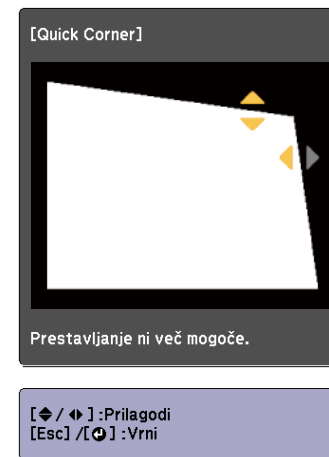 [Quick Corner]
Prestavljanje ni več mogoče.
[◆/ ◂▸ ] :Prilagodi
[Esc] /[⏎] :Vrni